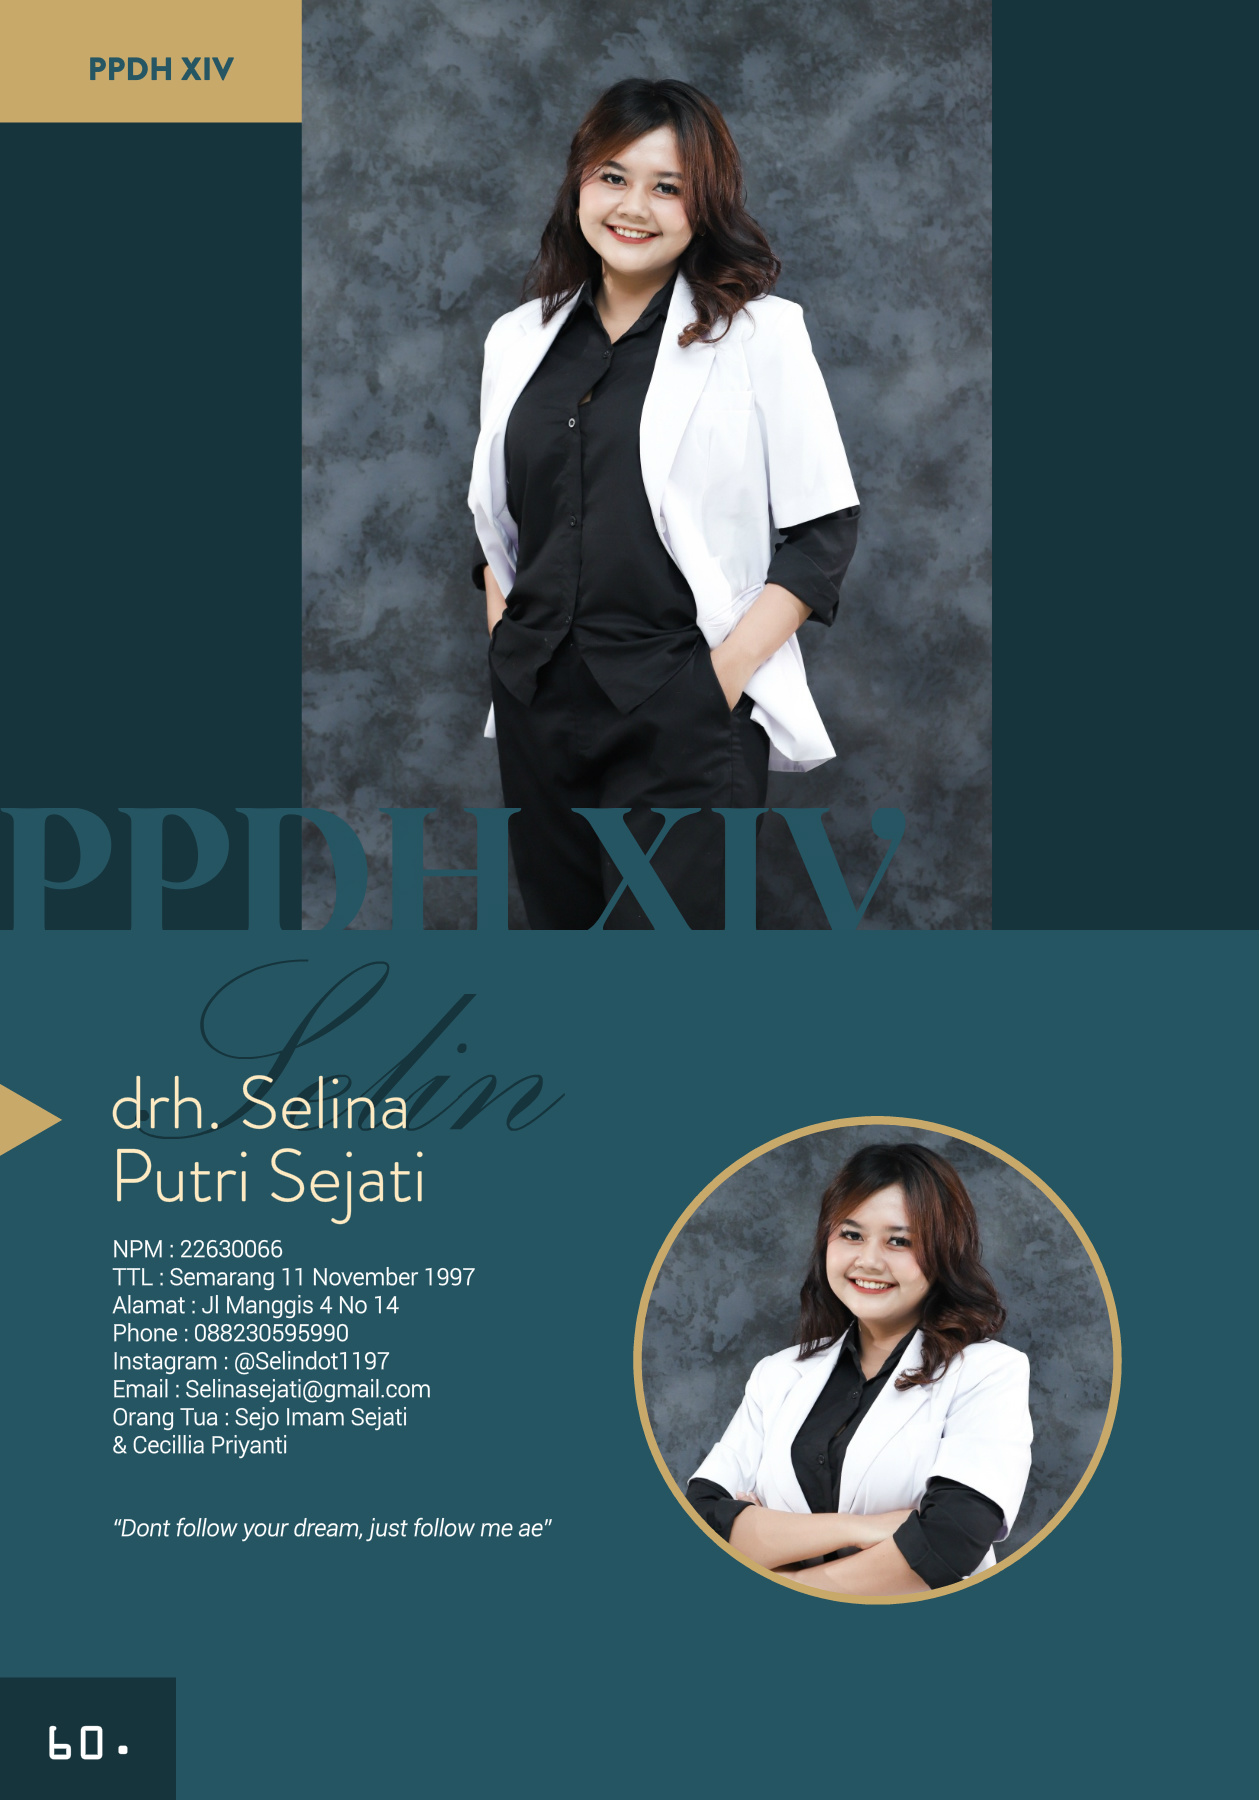 PPDH XIV
PPDH XIV
Selin
drh. Selina
Putri Sejati
NPM : 22630066
TTL : Semarang 11 November 1997
Alamat : Jl Manggis 4 No 14
Phone : 088230595990
Instagram : @Selindot1197
Email : Selinasejati@gmail.com
Orang Tua : Sejo Imam Sejati
& Cecillia Priyanti
“Dont follow your dream, just follow me ae”
60.